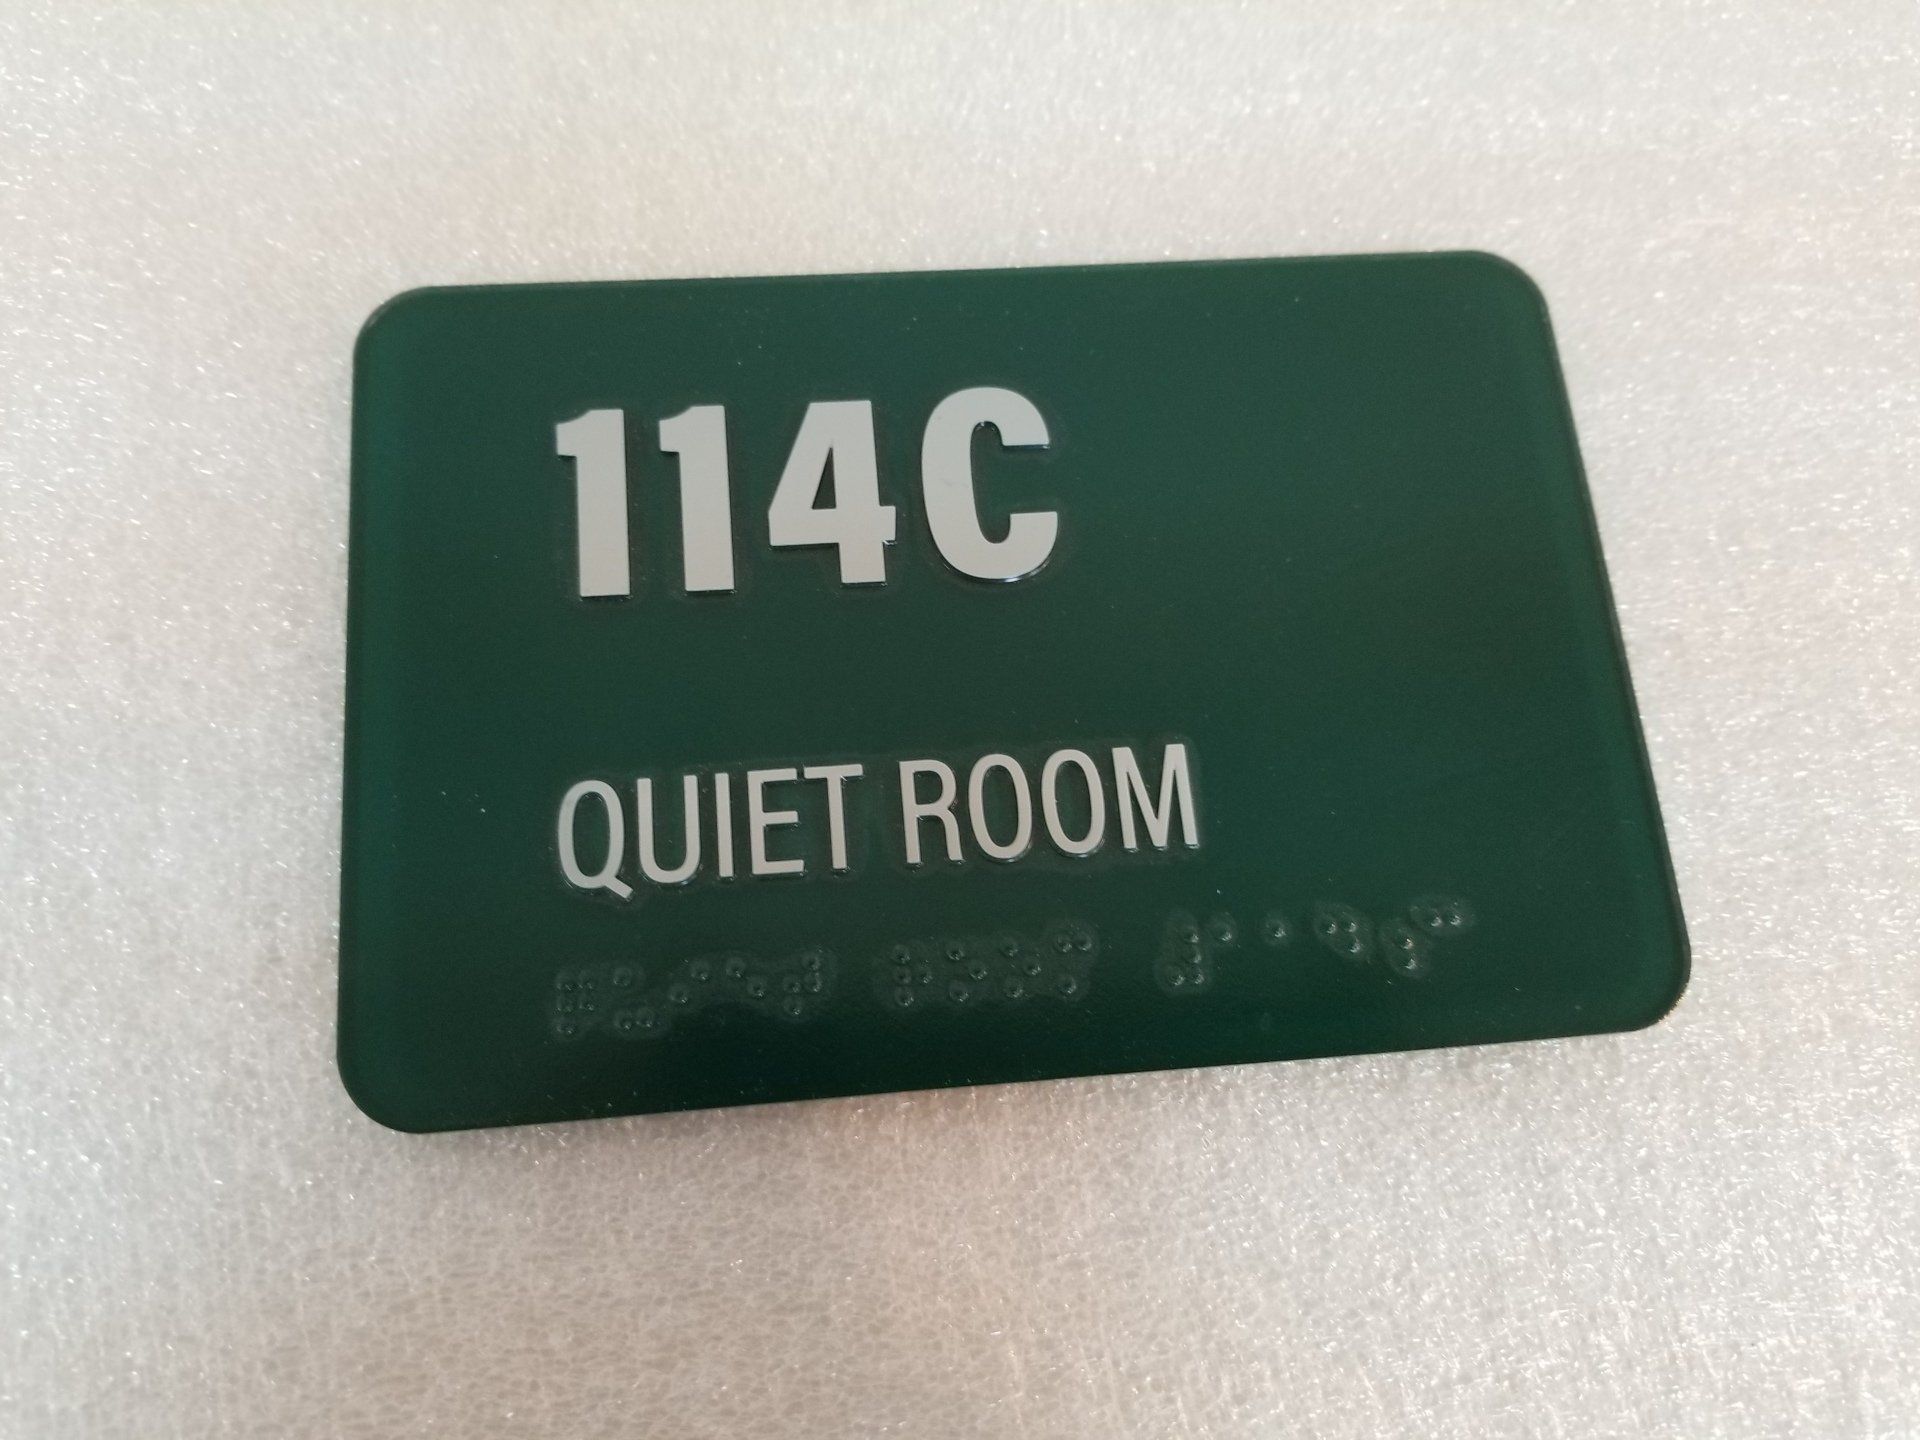 114C
QUIET ROOM
⠟⠥⠊⠑⠞ ⠗⠕⠕⠍ ⠼⠁⠁⠙⠉